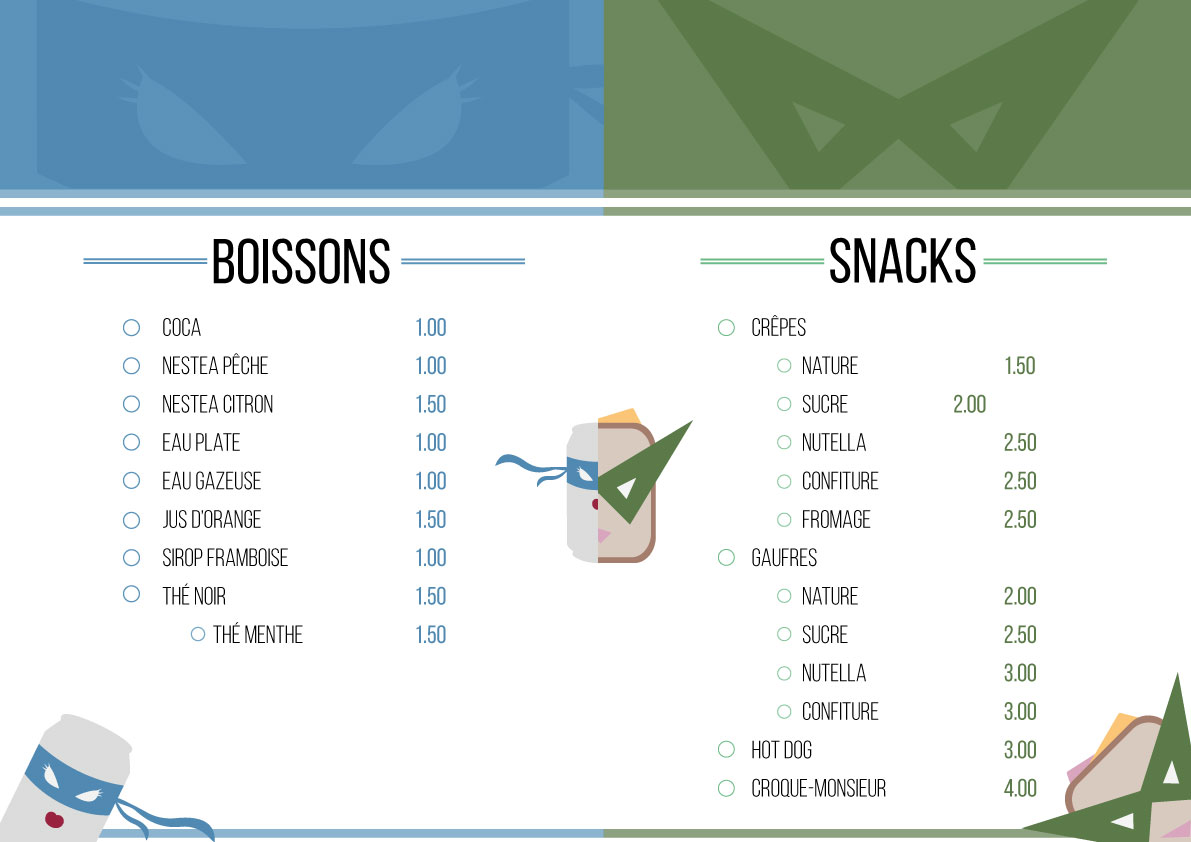 BOISSONS
COCA 1.00
NESTEA PÊCHE 1.00
NESTEA CITRON 1.50
EAU PLATE 1.00
EAU GAZEUSE 1.00
JUS D'ORANGE 1.50
SIROP FRAMBOISE 1.00
THÉ NOIR 1.50
THÉ MENTHE 1.50
SNACKS
CRÊPES
NATURE 1.50
SUCRE 2.00
NUTELLA 2.50
CONFITURE 2.50
FROMAGE 2.50
GAUFRES
NATURE 2.00
SUCRE 2.50
NUTELLA 3.00
CONFITURE 3.00
HOT DOG 3.00
CROQUE-MONSIEUR 4.00